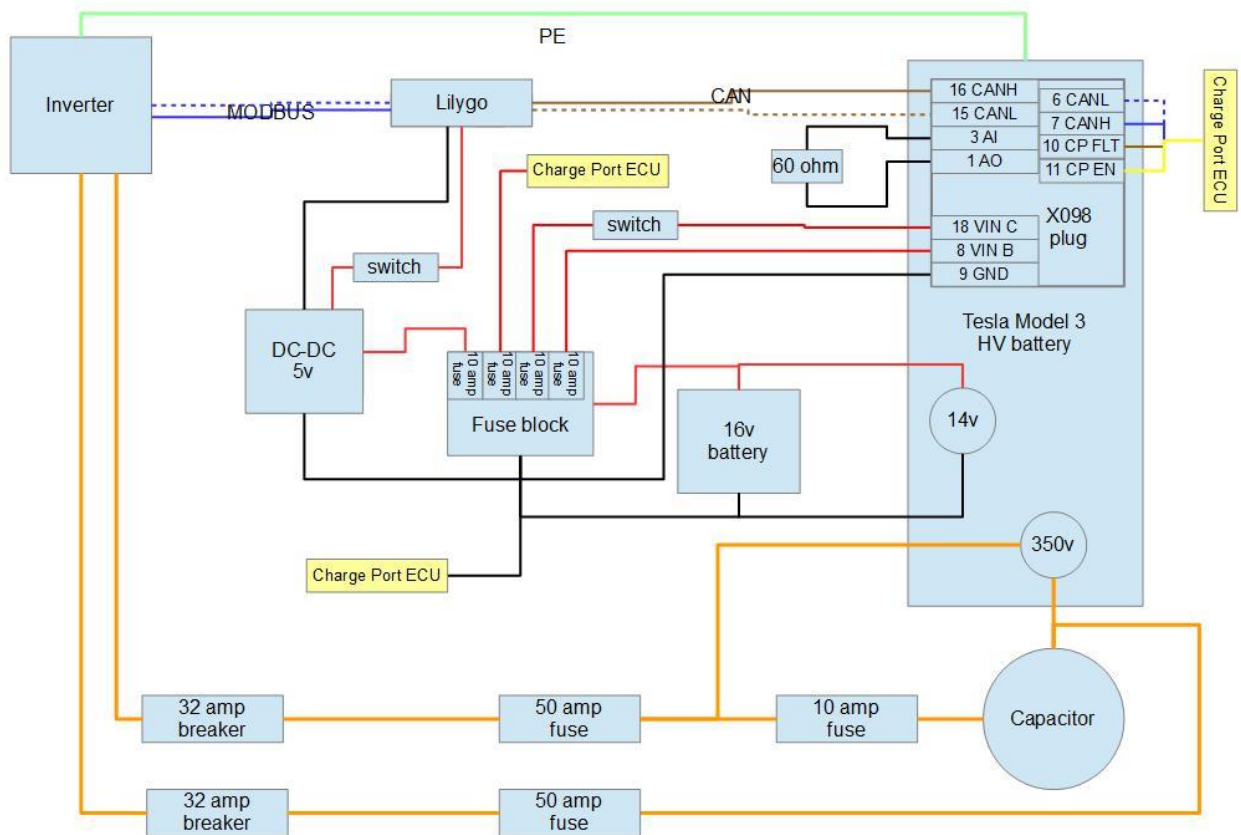 PE
Inverter
MODBUS
Lilygo
CAN
16 CANH
15 CANL
3 AI
1 AO
6 CANL
7 CANH
10 CP FLT
11 CP EN
Charge Port ECU
60 ohm
Charge Port ECU
switch
18 VIN C
8 VIN B
9 GND
X098
plug
switch
DC-DC
5v
10 amp
fuse
10 amp
fuse
10 amp
fuse
10 amp
fuse
Fuse block
Tesla Model 3
HV battery
16v
battery
14v
350v
Charge Port ECU
32 amp
breaker
50 amp
fuse
10 amp
fuse
Capacitor
32 amp
breaker
50 amp
fuse